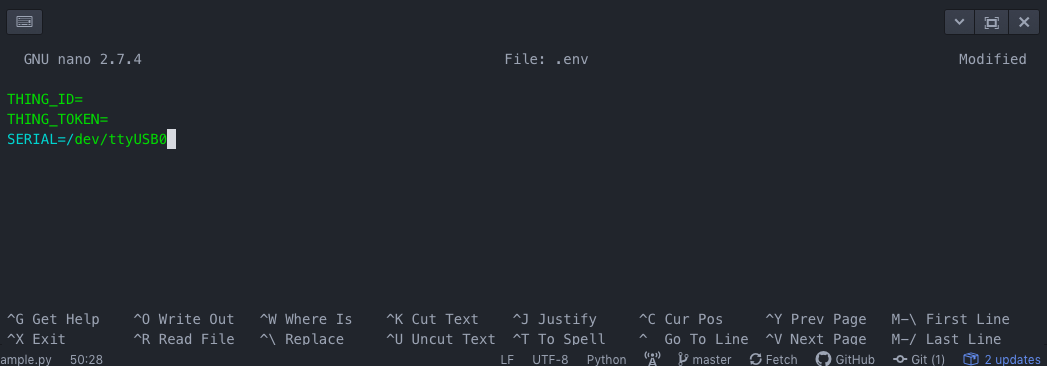 GNU nano 2.7.4 File: .env Modified
THING_ID=
THING_TOKEN=
SERIAL=/dev/ttyUSB0
^G Get Help ^O Write Out ^W Where Is ^K Cut Text ^J Justify ^C Cur Pos ^Y Prev Page M-\ First Line
^X Exit ^R Read File ^\ Replace ^U Uncut Text ^T To Spell ^  Go To Line ^V Next Page M-/ Last Line
ample.py 50:28 LF UTF-8 Python master Fetch GitHub Git (1) 2 updates